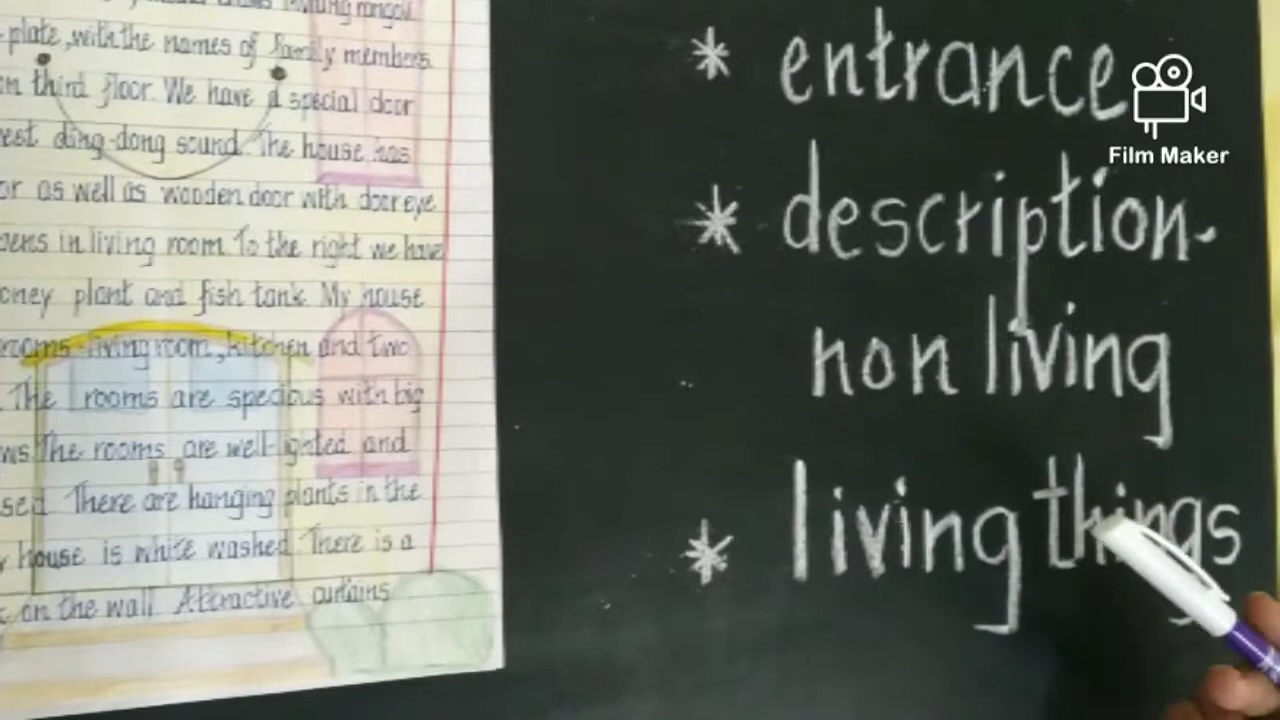 plate, with the names of family members.
on third floor. We have a special door
ding-dong sound. The house has
or as well as wooden door with door eye.
in living room. To the right we have
money plant and fish tank. My house
rooms-living room, kitchen and two
The rooms are specious with big
The rooms are well-lighted and
There are hanging plants in the
house is white washed. There is a
on the wall. Attractive curtains
* entrance
* description-
non living
* living things
Film Maker